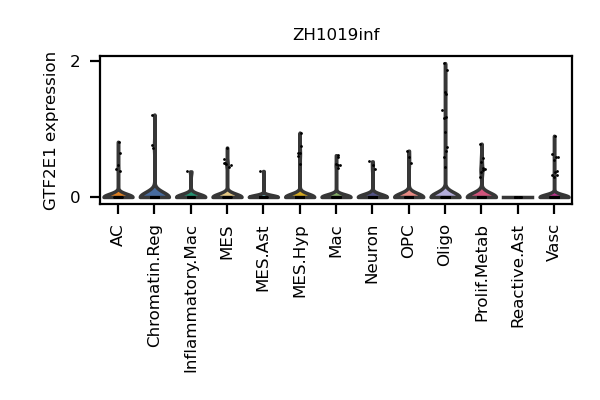 ZH1019inf
GTF2E1 expression
2
0
AC
Chromatin.Reg
Inflammatory.Mac
MES
MES.Ast
MES.Hyp
Mac
Neuron
OPC
Oligo
Prolif.Metab
Reactive.Ast
Vasc